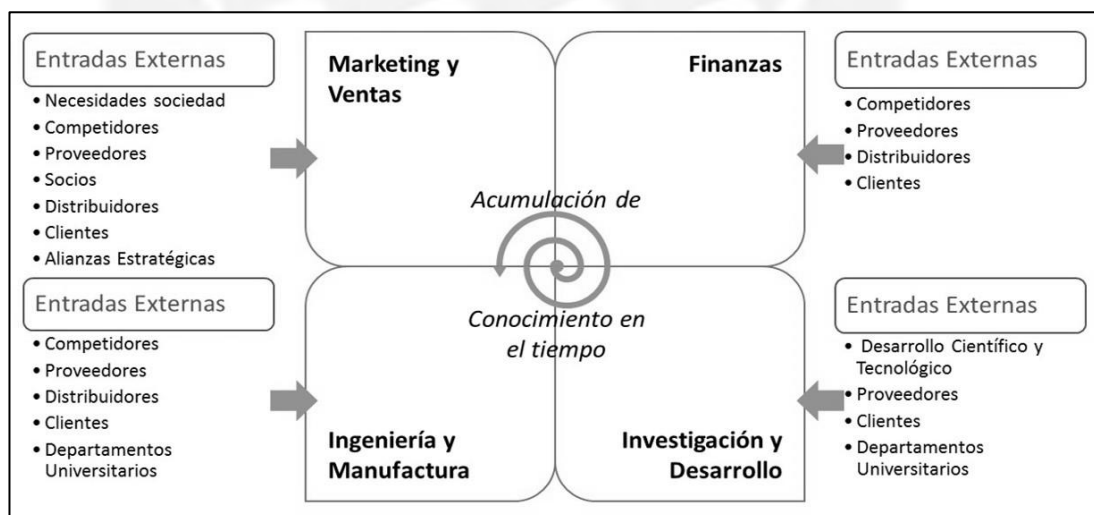 Entradas Externas
• Necesidades sociedad
• Competidores
• Proveedores
• Socios
• Distribuidores
• Clientes
• Alianzas Estratégicas
Marketing y
Ventas
Finanzas
Entradas Externas
• Competidores
• Proveedores
• Distribuidores
• Clientes
Acumulación de
Conocimiento en
el tiempo
Entradas Externas
• Competidores
• Proveedores
• Distribuidores
• Clientes
• Departamentos
Universitarios
Ingeniería y
Manufactura
Investigación y
Desarrollo
Entradas Externas
• Desarrollo Científico y
Tecnológico
• Proveedores
• Clientes
• Departamentos
Universitarios